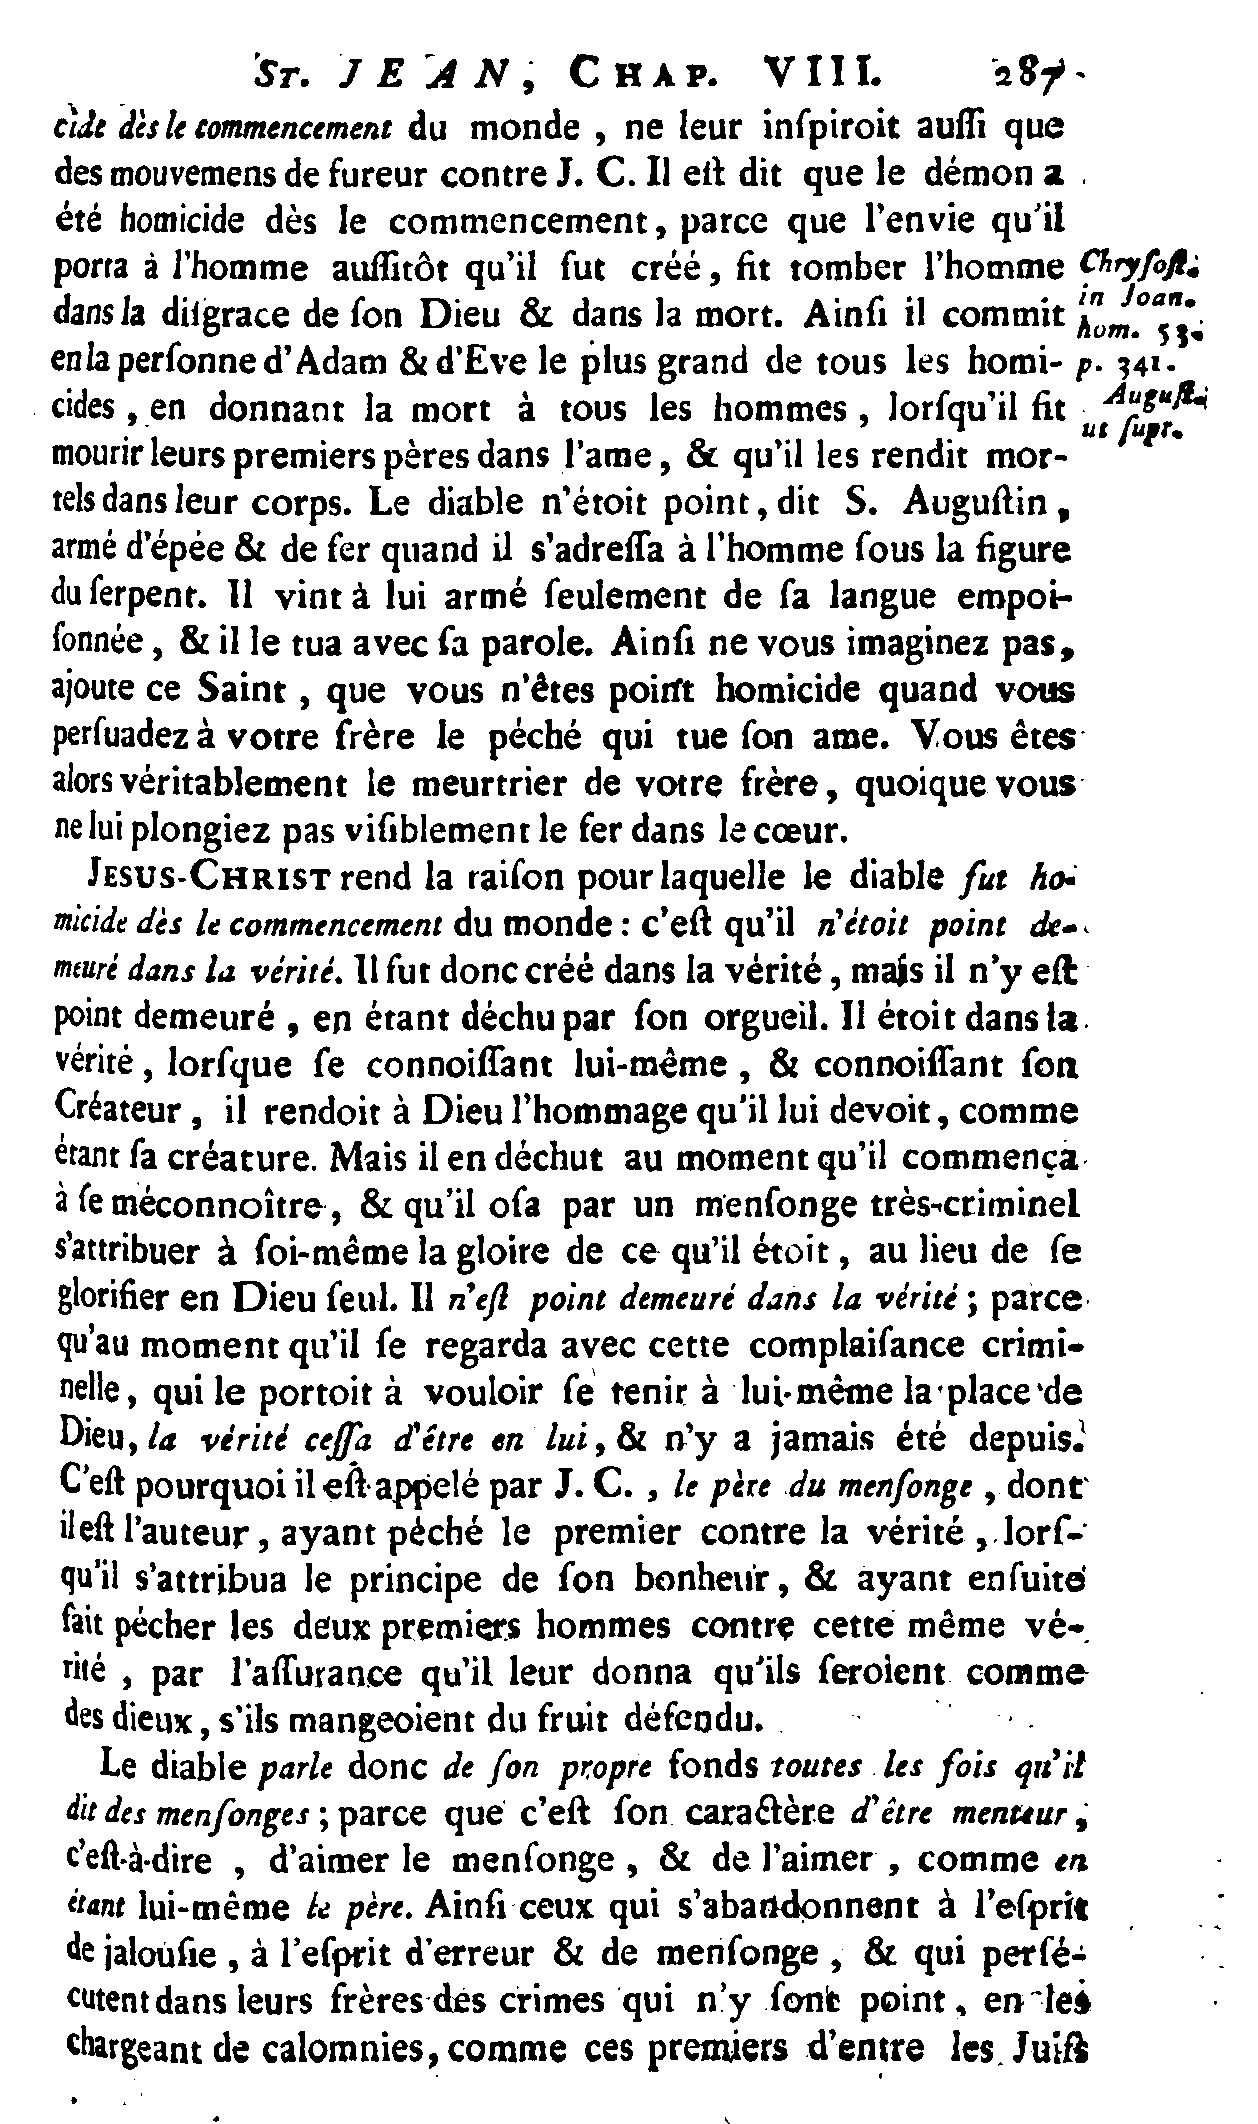 ST. JEAN, CHAP. VIII. 287
cide dès le commencement du monde, ne leur inſpiroit auſſi que
des mouvemens de fureur contre J. C. Il eſt dit que le démon a
été homicide dès le commencement, parce que l'envie qu'il
porta à l'homme auſſitôt qu'il fut créé, fit tomber l'homme
dans la diſgrace de ſon Dieu & dans la mort. Ainſi il commit
en la perſonne d'Adam & d'Eve le plus grand de tous les homi-
cides, en donnant la mort à tous les hommes, lorſqu'il fit
mourir leurs premiers pères dans l'ame, & qu'il les rendit mor-
tels dans leur corps. Le diable n'étoit point, dit S. Auguſtin,
armé d'épée & de fer quand il s'adreſſa à l'homme ſous la figure
du ſerpent. Il vint à lui armé ſeulement de ſa langue empoi-
ſonnée, & il le tua avec ſa parole. Ainſi ne vous imaginez pas,
ajoute ce Saint, que vous n'êtes point homicide quand vous
perſuadez à votre frère le péché qui tue ſon ame. Vous êtes
alors véritablement le meurtrier de votre frère, quoique vous
ne lui plongiez pas viſiblement le fer dans le cœur.
JESUS-CHRIST rend la raiſon pour laquelle le diable fut ho-
micide dès le commencement du monde : c'eſt qu'il n'étoit point de-
meuré dans la vérité. Il fut donc créé dans la vérité, mais il n'y eſt
point demeuré, en étant déchu par ſon orgueil. Il étoit dans la
vérité, lorſque ſe connoiſſant lui-même, & connoiſſant ſon
Créateur, il rendoit à Dieu l'hommage qu'il lui devoit, comme
étant ſa créature. Mais il en déchut au moment qu'il commença
à ſe méconnoître, & qu'il oſa par un menſonge très-criminel
s'attribuer à ſoi-même la gloire de ce qu'il étoit, au lieu de ſe
glorifier en Dieu ſeul. Il n'eſt point demeuré dans la vérité ; parce
qu'au moment qu'il ſe regarda avec cette complaiſance crimi-
nelle, qui le portoit à vouloir ſe tenir à lui-même la place de
Dieu, la vérité ceſſa d'être en lui, & n'y a jamais été depuis.
C'eſt pourquoi il eſt appelé par J. C., le père du menſonge, dont
il eſt l'auteur, ayant péché le premier contre la vérité, lorſ-
qu'il s'attribua le principe de ſon bonheur, & ayant enſuite
fait pécher les deux premiers hommes contre cette même vé-
rité, par l'aſſurance qu'il leur donna qu'ils ſeroient comme
des dieux, s'ils mangeoient du fruit défendu.
Le diable parle donc de ſon propre fonds toutes les fois qu'il
dit des menſonges ; parce que c'eſt ſon caractère d'être menteur ;
c'eſt-à-dire, d'aimer le menſonge, & de l'aimer, comme en
étant lui-même le père. Ainſi ceux qui s'abandonnent à l'eſprit
de jalouſie, à l'eſprit d'erreur & de menſonge, & qui perſé-
cutent dans leurs frères des crimes qui n'y ſont point, en les
chargeant de calomnies, comme ces premiers d'entre les Juifs
Chryſoſt.
in Joan.
hom. 53.
p. 341.
Auguſt.
ut ſupr.